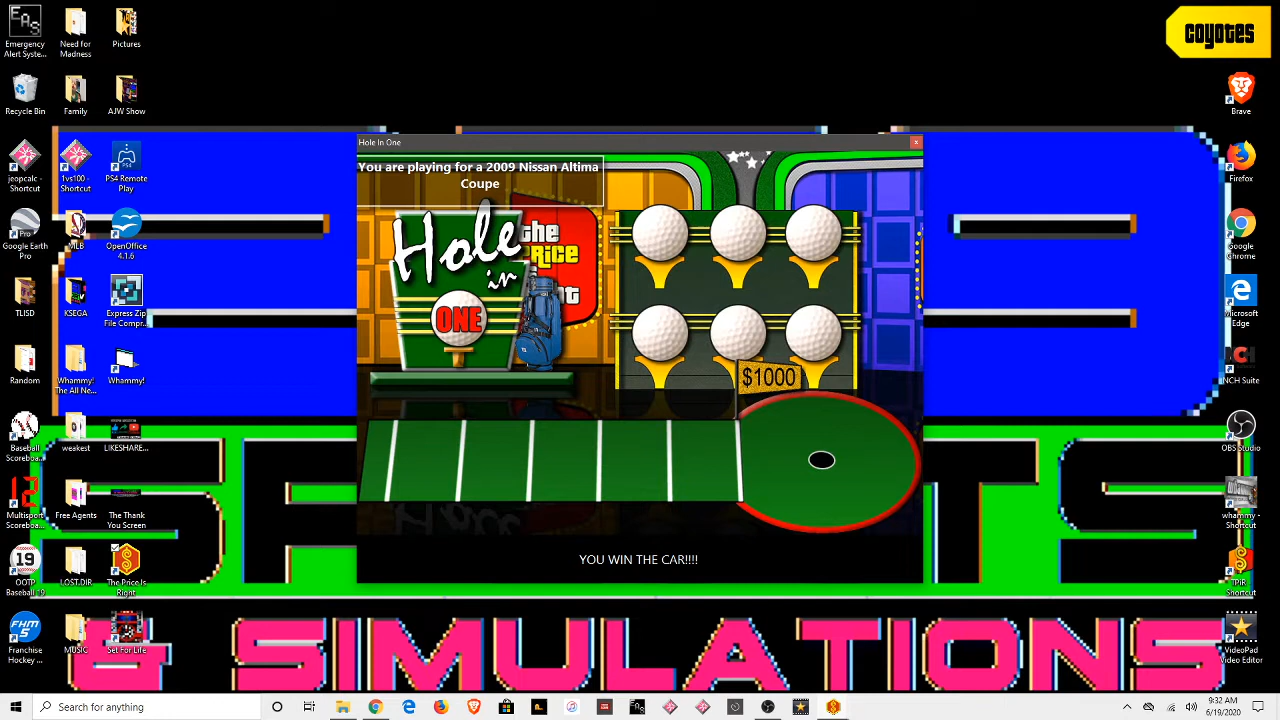 Emergency
Alert Syste...
Need for
Madness
Pictures
coyotes
Recycle Bin
Family
AJW Show
Brave
topalc -
Shortcut
1vs100 -
Shortcut
PS4 Remote
Play
Firefox
Google Earth
Pro
MLB
OpenOffice
4.1.6
Google
Chrome
TLISD
KSEGA
Express Zip
File Compr...
Microsoft
Edge
Random
Whammy!
The All Ne...
Whammy!
NCH Suite
Baseball
Scoreboa...
weakest
LIKESHARE...
OBS Studio
Multisport
Scoreboa...
Free Agents
The Thank
You Screen
whammy -
Shortcut
OOTP
Baseball 19
LOST.DIR
The Price Is
Right
TPIR
Shortcut
Franchise
Hockey ...
MUSIC
Set For Life
VideoPad
Video Editor
Hole In One
You are playing for a 2009 Nissan Altima
Coupe
Hole
in
ONE
the
PRICE
$1000
YOU WIN THE CAR!!!!
& SIMULATIONS
Search for anything
9:32 AM
6/19/2020